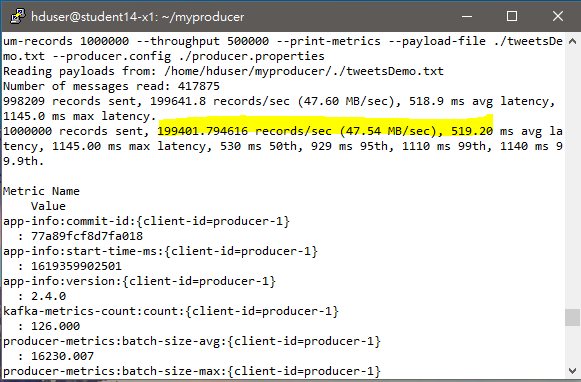 hduser@student14-x1: ~/myproducer
um-records 1000000 --throughput 500000 --print-metrics --payload-file ./tweetsDe
mo.txt --producer.config ./producer.properties
Reading payloads from: /home/hduser/myproducer/./tweetsDemo.txt
Number of messages read: 417875
998209 records sent, 199641.8 records/sec (47.60 MB/sec), 518.9 ms avg latency,
1145.0 ms max latency.
1000000 records sent, 199401.794616 records/sec (47.54 MB/sec), 519.20 ms avg la
tency, 1145.00 ms max latency, 530 ms 50th, 929 ms 95th, 1110 ms 99th, 1140 ms 9
9.9th.
Metric Name
Value
app-info:commit-id:{client-id=producer-1}
: 77a89fcf8d7fa018
app-info:start-time-ms:{client-id=producer-1}
: 1619359902501
app-info:version:{client-id=producer-1}
: 2.4.0
kafka-metrics-count:count:{client-id=producer-1}
: 126.000
producer-metrics:batch-size-avg:{client-id=producer-1}
: 16230.007
producer-metrics:batch-size-max:{client-id=producer-1}